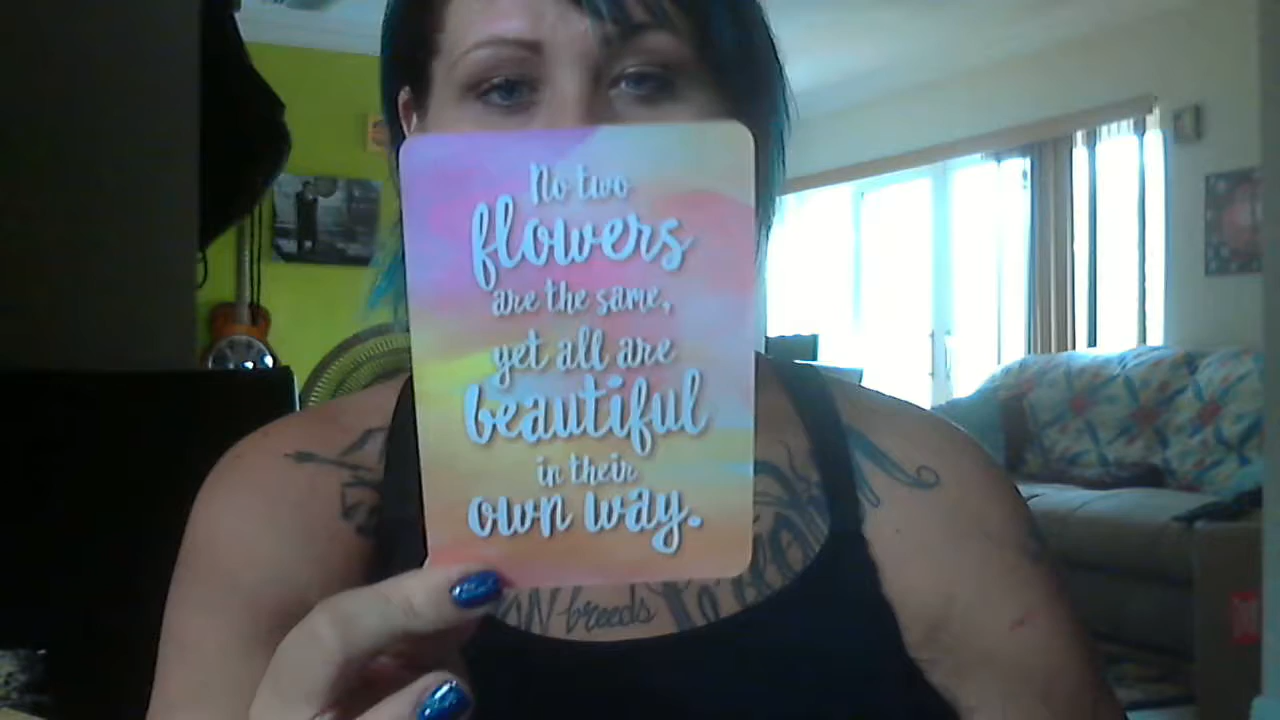 No two
flowers
are the same,
yet all are
beautiful
in their
own way.
breeds